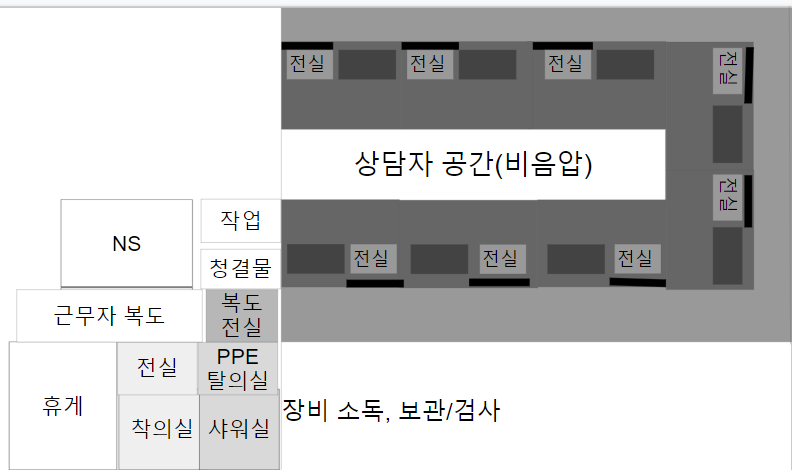 전실
전실
전실
전실
상담자 공간(비음압)
전실
작업
NS
청결물
전실
전실
전실
근무자 복도
복도
전실
휴게
전실
PPE
탈의실
착의실
샤워실
장비 소독, 보관/검사